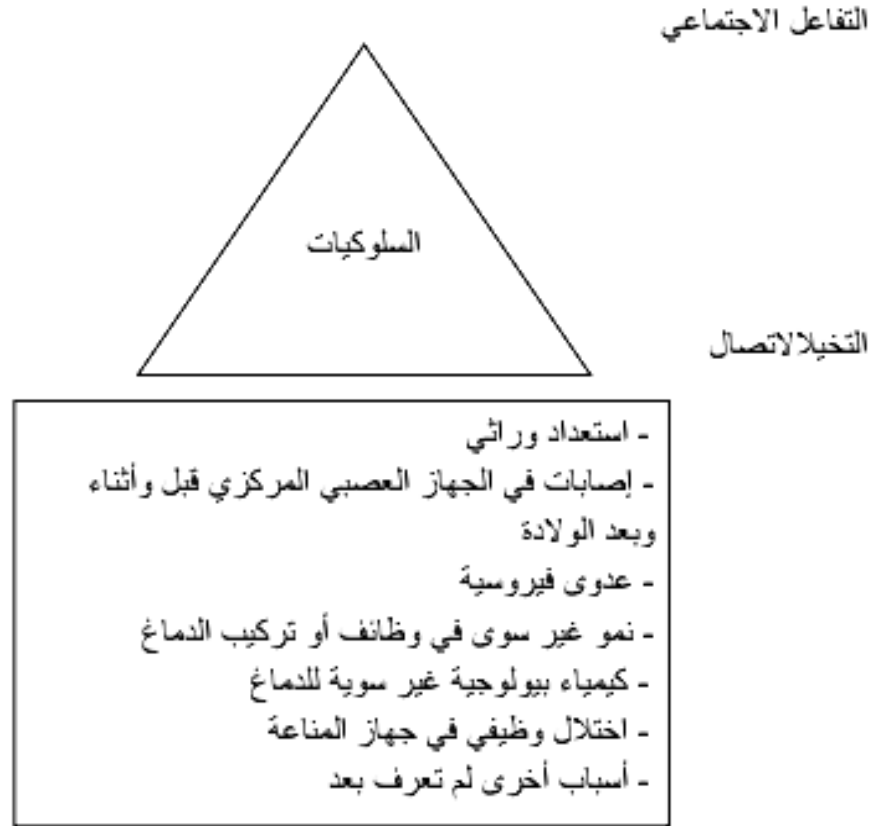 التفاعل الاجتماعي
السلوكيات
التخيلالاتصال
- استعداد وراثي
- إصابات في الجهاز العصبي المركزي قبل وأثناء
وبعد الولادة
- عدوى فيروسية
- نمو غير سوى في وظائف أو تركيب الدماغ
- كيمياء بيولوجية غير سوية للدماغ
- اختلال وظيفي في جهاز المناعة
- أسباب أخرى لم تعرف بعد